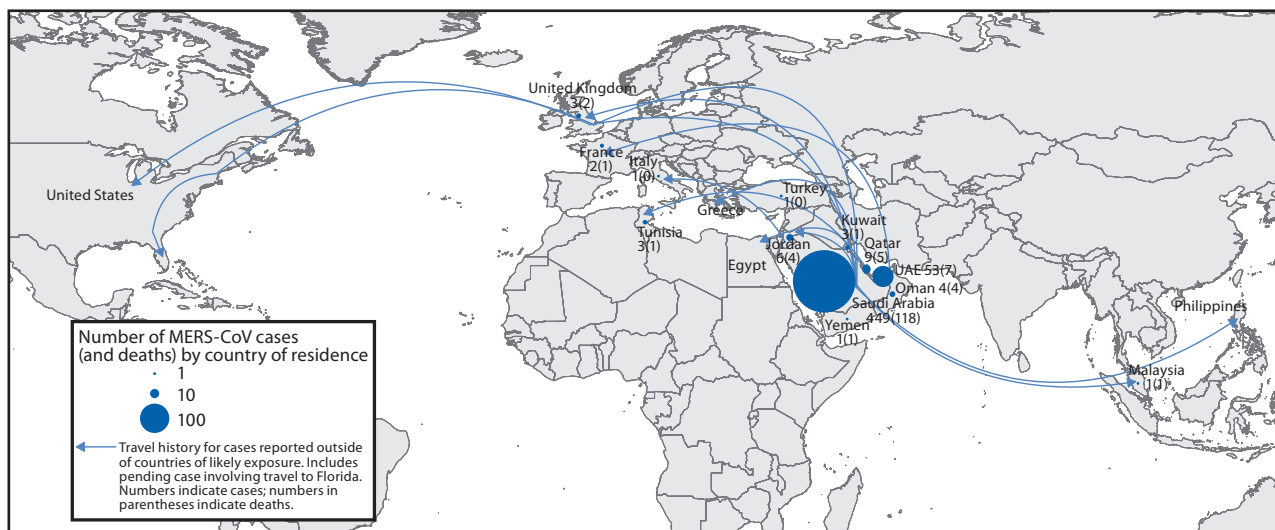 United Kingdom
3(2)
France
2(1)
Italy
1(0)
United States
Turkey
1(0)
Greece
Tunisia
3(1)
Kuwait
3(1)
Jordan
6(4)
Qatar
9(5)
Egypt
UAE 53(7)
Oman 4(4)
Saudi Arabia
449(118)
Yemen
1(1)
Philippines
Malaysia
1(1)
Number of MERS-CoV cases
(and deaths) by country of residence
1
10
100
Travel history for cases reported outside
of countries of likely exposure. Includes
pending case involving travel to Florida.
Numbers indicate cases; numbers in
parentheses indicate deaths.